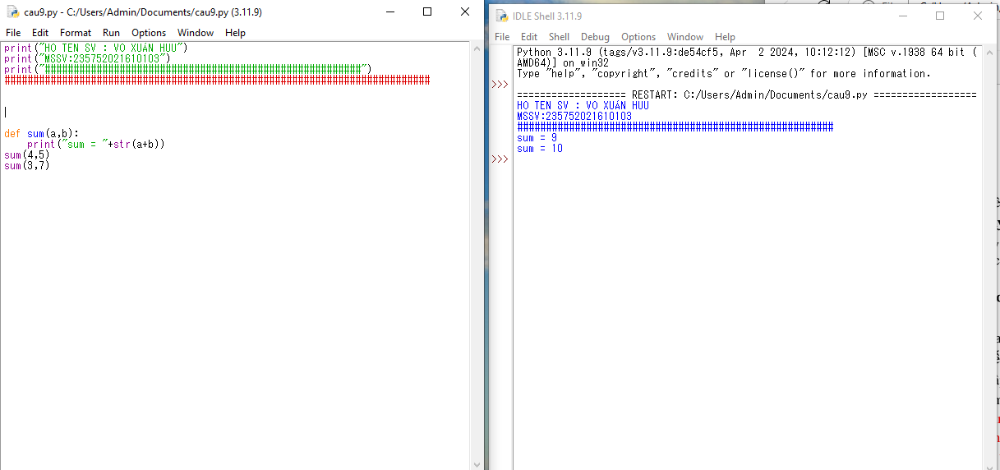 cau9.py - C:/Users/Admin/Documents/cau9.py (3.11.9)
File Edit Format Run Options Window Help
print("HO TEN SV : VO XUÁN HUU")
print("MSSV:235752021610103")
print("#######################################################")
##########################################################################
def sum(a,b):
    print("sum = "+str(a+b))
sum(4,5)
sum(3,7)
IDLE Shell 3.11.9
File Edit Shell Debug Options Window Help
Python 3.11.9 (tags/v3.11.9:de54cf5, Apr  2 2024, 10:12:12) [MSC v.1938 64 bit (
AMD64)] on win32
Type "help", "copyright", "credits" or "license()" for more information.
>>>
=================== RESTART: C:/Users/Admin/Documents/cau9.py ==================
HO TEN SV : VO XUÁN HUU
MSSV:235752021610103
#######################################################
sum = 9
sum = 10
>>>